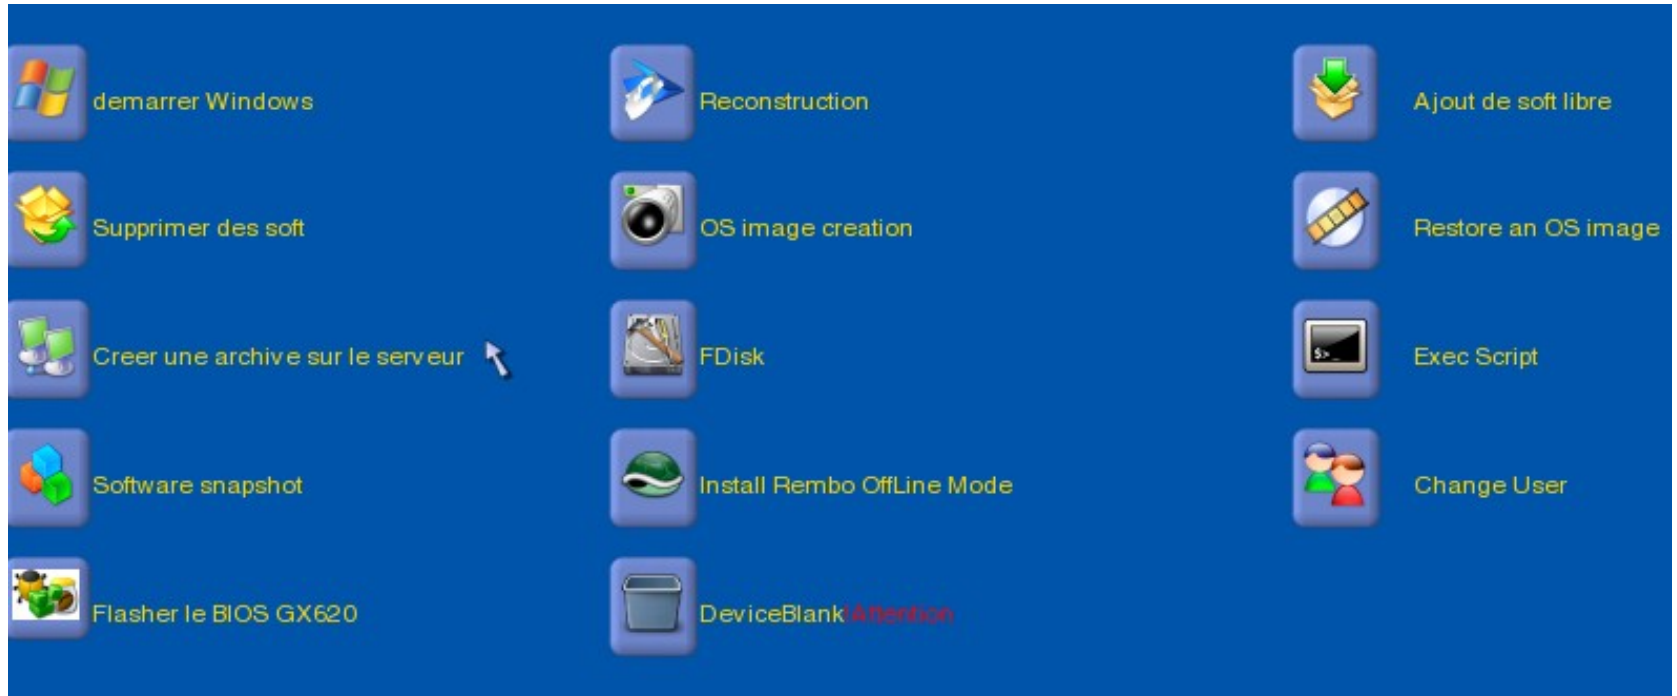 demarrer Windows
Reconstruction
Ajout de soft libre
Supprimer des soft
OS image creation
Restore an OS image
Creer une archive sur le serveur
FDisk
$>_
Exec Script
Software snapshot
Install Rembo OffLine Mode
Change User
Flasher le BIOS GX620
DeviceBlank!Attention